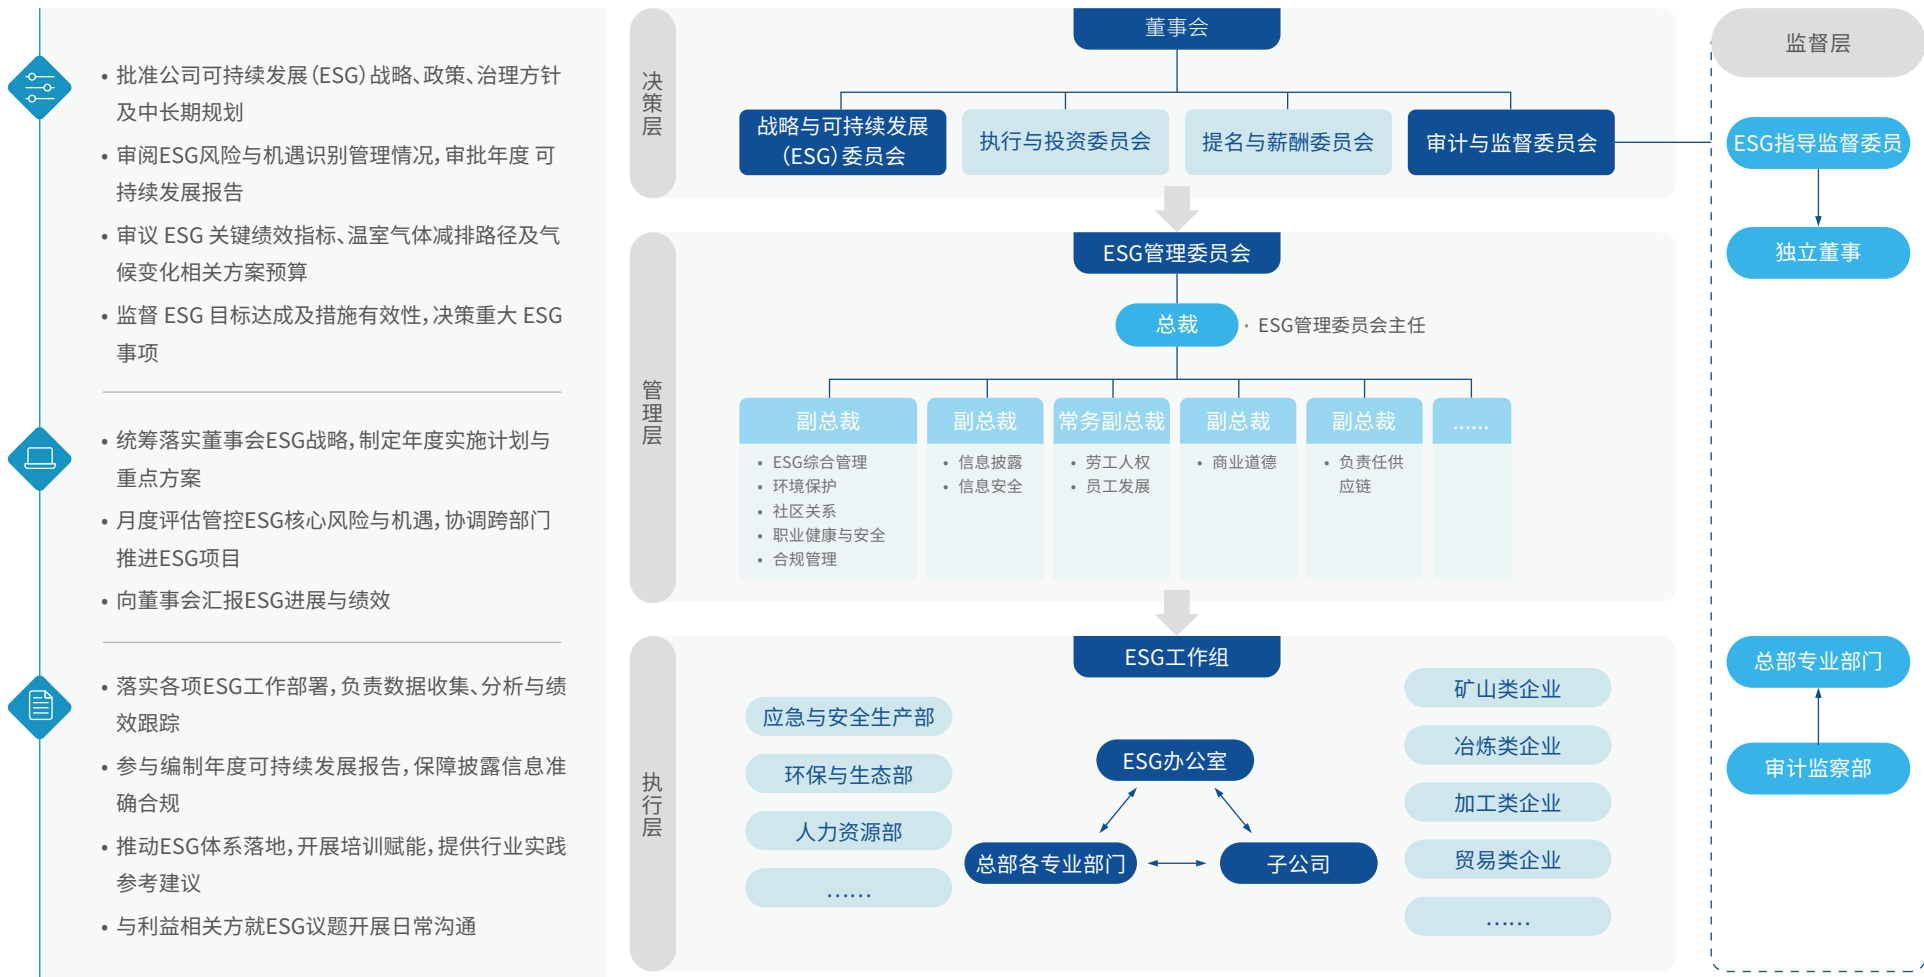 • 批准公司可持续发展（ESG）战略、政策、治理方针
及中长期规划
• 审阅ESG风险与机遇识别管理情况，审批年度 可
持续发展报告
• 审议 ESG 关键绩效指标、温室气体减排路径及气
候变化相关方案预算
• 监督 ESG 目标达成及措施有效性，决策重大 ESG
事项
• 统筹落实董事会ESG战略，制定年度实施计划与
重点方案
• 月度评估管控ESG核心风险与机遇，协调跨部门
推进ESG项目
• 向董事会汇报ESG进展与绩效
• 落实各项ESG工作部署，负责数据收集、分析与绩
效跟踪
• 参与编制年度可持续发展报告，保障披露信息准
确合规
• 推动ESG体系落地，开展培训赋能，提供行业实践
参考建议
• 与利益相关方就ESG议题开展日常沟通
决策层
董事会
战略与可持续发展
（ESG）委员会
执行与投资委员会
提名与薪酬委员会
审计与监督委员会
管理层
ESG管理委员会
总裁
· ESG管理委员会主任
副总裁
• ESG综合管理
• 环境保护
• 社区关系
• 职业健康与安全
• 合规管理
副总裁
• 信息披露
• 信息安全
常务副总裁
• 劳工人权
• 员工发展
副总裁
• 商业道德
副总裁
• 负责任供
应链
......
执行层
ESG工作组
应急与安全生产部
环保与生态部
人力资源部
……
ESG办公室
总部各专业部门
子公司
矿山类企业
冶炼类企业
加工类企业
贸易类企业
……
监督层
ESG指导监督委员
独立董事
总部专业部门
审计监察部